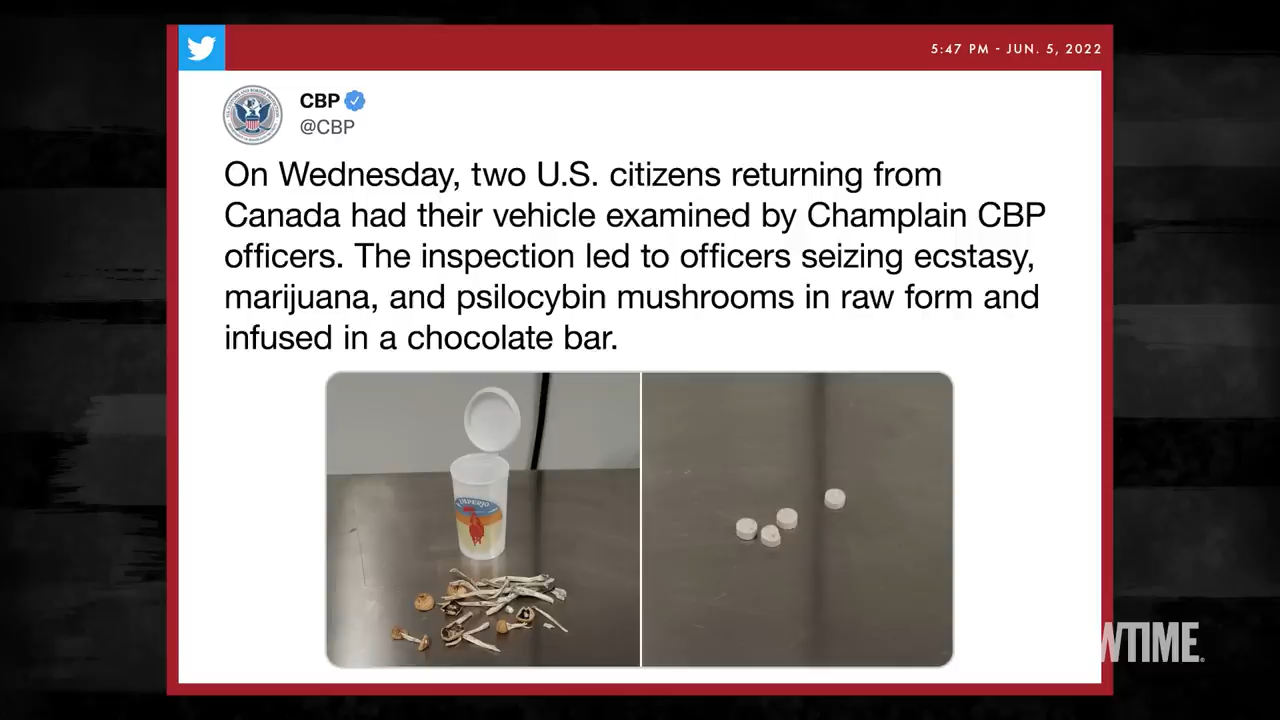 5:47 PM - JUN. 5, 2022
CBP
@CBP
On Wednesday, two U.S. citizens returning from
Canada had their vehicle examined by Champlain CBP
officers. The inspection led to officers seizing ecstasy,
marijuana, and psilocybin mushrooms in raw form and
infused in a chocolate bar.
WTIME